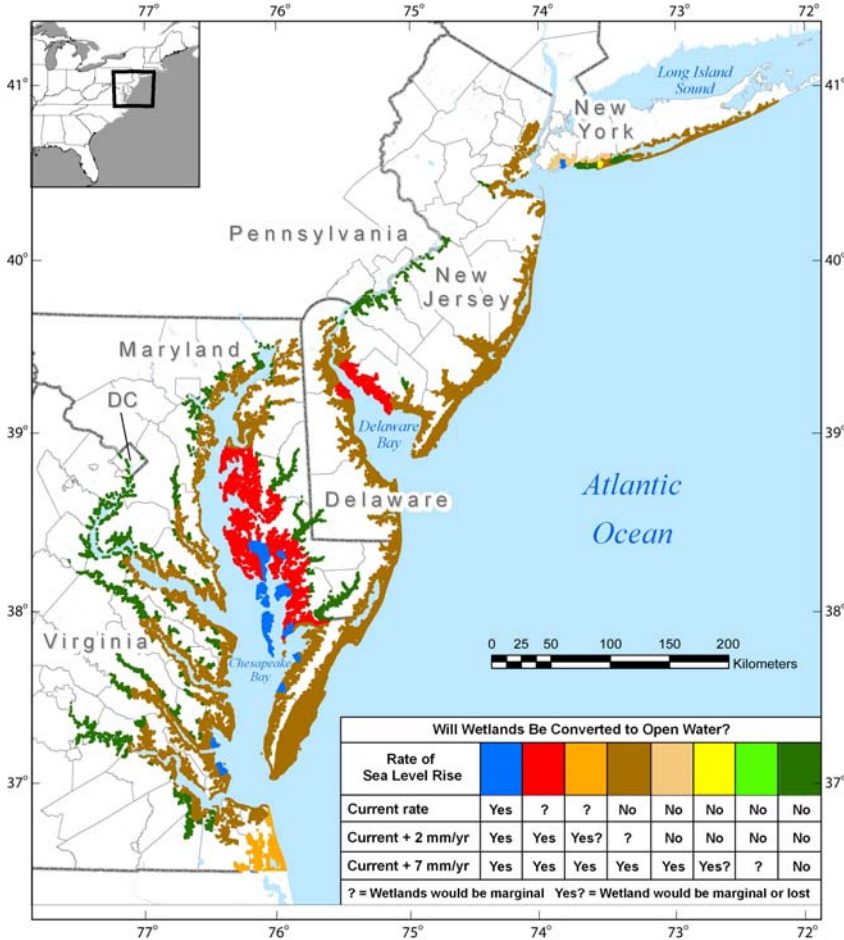 77° 76° 75° 74° 73° 72°
41°
Long Island
Sound
New
York
41°
Pennsylvania
40°
40°
New
Jersey
Maryland
DC
39°
Delaware
Bay
39°
Delaware
Atlantic
Ocean
38°
38°
Virginia
Chesapeake
Bay
0 25 50 100 150 200
Kilometers
37°
37°
Will Wetlands Be Converted to Open Water?
Rate of
Sea Level Rise
Current rate Yes ? ? No No No No No
Current + 2 mm/yr Yes Yes Yes? ? No No No No
Current + 7 mm/yr Yes Yes Yes Yes Yes Yes? ? No
? = Wetlands would be marginal Yes? = Wetland would be marginal or lost
77° 76° 75° 74° 73° 72°